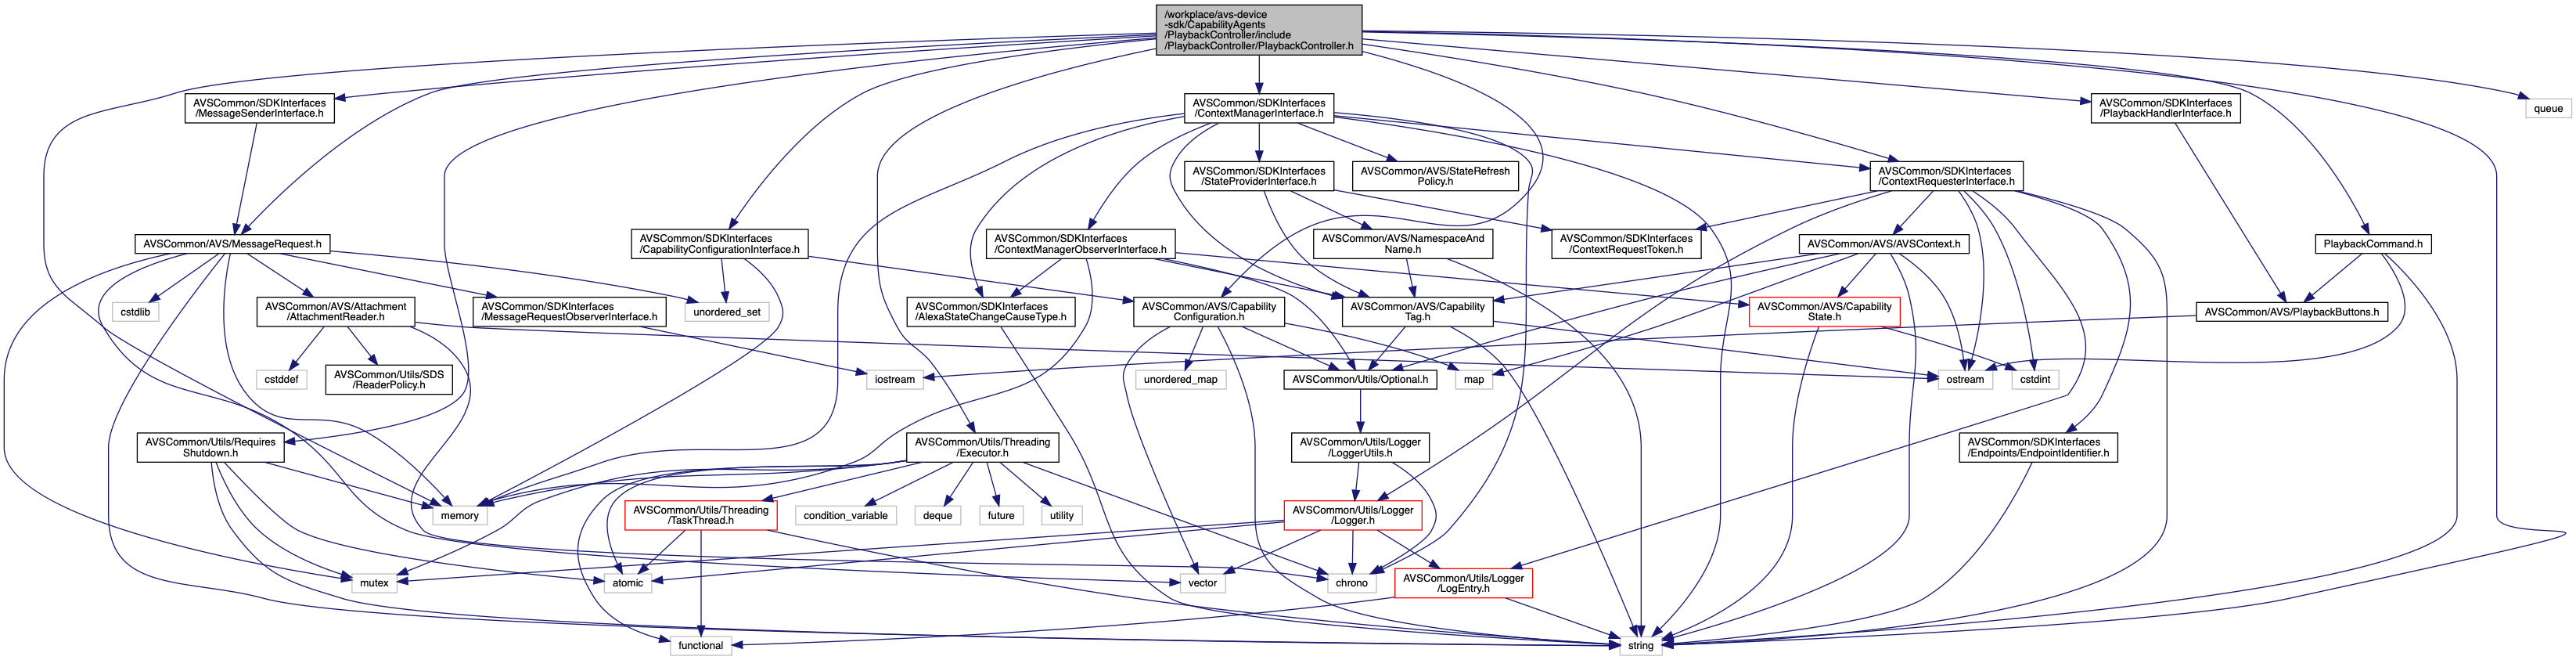 /workplace/avs-device
-sdk/CapabilityAgents
/PlaybackController/include
/PlaybackController/PlaybackController.h
AVSCommon/SDKInterfaces
/MessageSenderInterface.h
AVSCommon/SDKInterfaces
/ContextManagerInterface.h
AVSCommon/SDKInterfaces
/PlaybackHandlerInterface.h
queue
AVSCommon/SDKInterfaces
/StateProviderInterface.h
AVSCommon/AVS/StateRefresh
Policy.h
AVSCommon/SDKInterfaces
/ContextRequesterInterface.h
AVSCommon/AVS/MessageRequest.h
AVSCommon/SDKInterfaces
/CapabilityConfigurationInterface.h
AVSCommon/SDKInterfaces
/ContextManagerObserverInterface.h
AVSCommon/AVS/NamespaceAnd
Name.h
AVSCommon/SDKInterfaces
/ContextRequestToken.h
AVSCommon/AVS/AVSContext.h
PlaybackCommand.h
cstdlib
AVSCommon/AVS/Attachment
/AttachmentReader.h
AVSCommon/SDKInterfaces
/MessageRequestObserverInterface.h
unordered_set
AVSCommon/SDKInterfaces
/AlexaStateChangeCauseType.h
AVSCommon/AVS/Capability
Configuration.h
AVSCommon/AVS/Capability
Tag.h
AVSCommon/AVS/Capability
State.h
AVSCommon/AVS/PlaybackButtons.h
cstddef
AVSCommon/Utils/SDS
/ReaderPolicy.h
iostream
unordered_map
AVSCommon/Utils/Optional.h
map
ostream
cstdint
AVSCommon/Utils/Requires
Shutdown.h
AVSCommon/Utils/Threading
/Executor.h
AVSCommon/Utils/Logger
/LoggerUtils.h
AVSCommon/SDKInterfaces
/Endpoints/EndpointIdentifier.h
memory
AVSCommon/Utils/Threading
/TaskThread.h
condition_variable
deque
future
utility
AVSCommon/Utils/Logger
/Logger.h
mutex
atomic
vector
chrono
AVSCommon/Utils/Logger
/LogEntry.h
functional
string